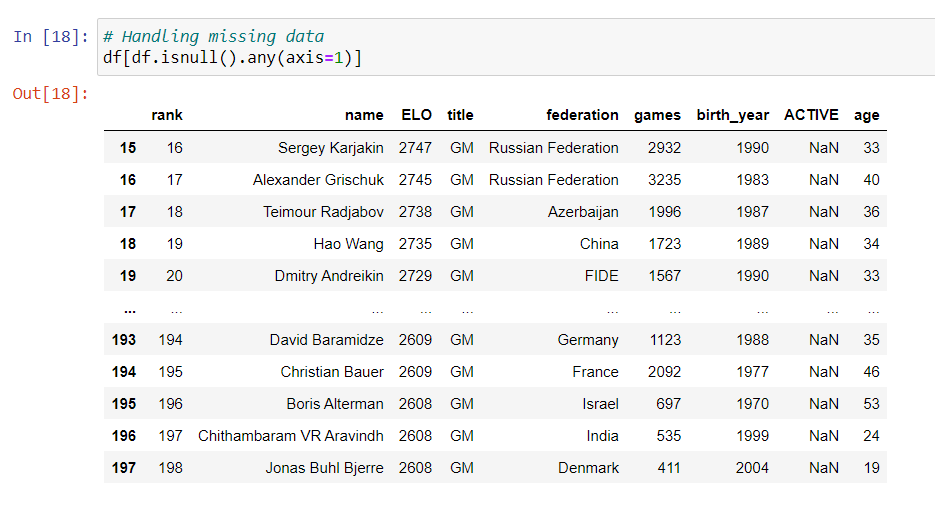 In [18]: # Handling missing data
df[df.isnull().any(axis=1)]
Out[18]:
rank name ELO title federation games birth_year ACTIVE age
15 16 Sergey Karjakin 2747 GM Russian Federation 2932 1990 NaN 33
16 17 Alexander Grischuk 2745 GM Russian Federation 3235 1983 NaN 40
17 18 Teimour Radjabov 2738 GM Azerbaijan 1996 1987 NaN 36
18 19 Hao Wang 2735 GM China 1723 1989 NaN 34
19 20 Dmitry Andreikin 2729 GM FIDE 1567 1990 NaN 33
... ... ... ... ... ... ... ... ... ...
193 194 David Baramidze 2609 GM Germany 1123 1988 NaN 35
194 195 Christian Bauer 2609 GM France 2092 1977 NaN 46
195 196 Boris Alterman 2608 GM Israel 697 1970 NaN 53
196 197 Chithambaram VR Aravindh 2608 GM India 535 1999 NaN 24
197 198 Jonas Buhl Bjerre 2608 GM Denmark 411 2004 NaN 19